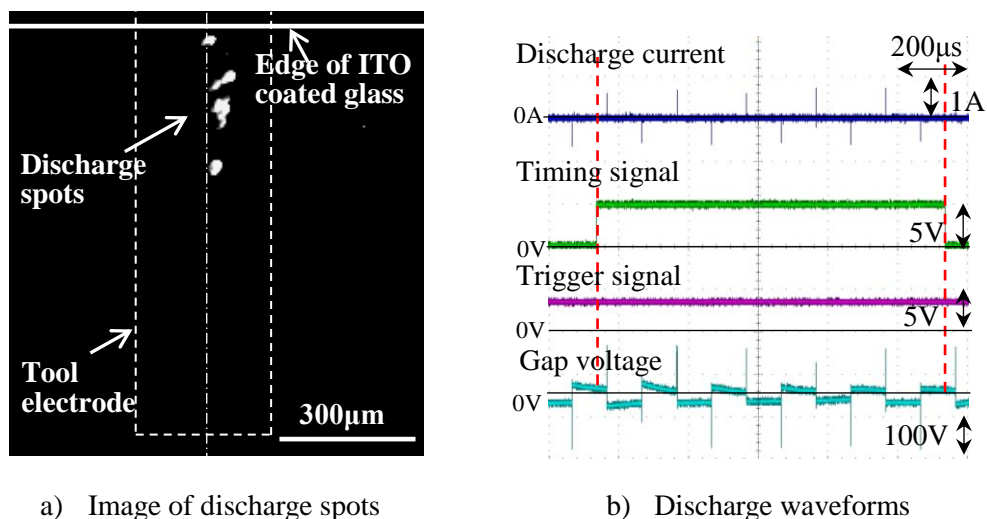 Edge of ITO
coated glass
Discharge
spots
Tool
electrode
300µm
a) Image of discharge spots
Discharge current
200µs
1A
0A
Timing signal
5V
0V
Trigger signal
5V
0V
Gap voltage
0V
100V
b) Discharge waveforms